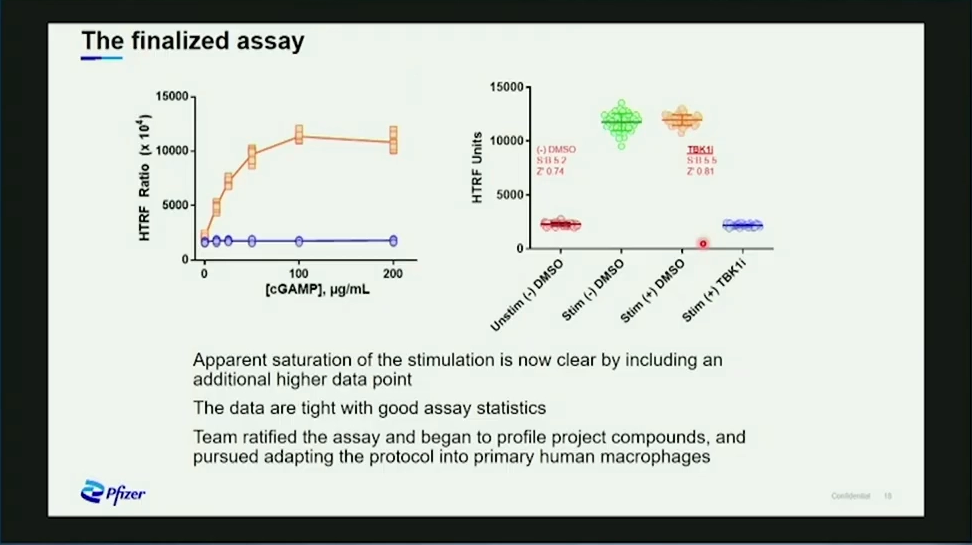 The finalized assay
15000
10000
5000
0
HTRF Ratio (x 10⁴)
0
100
200
[cGAMP], µg/mL
15000
10000
5000
0
HTRF Units
(-) DMSO
S:B 5.2
Z' 0.74
TBK1i
S:B 5.5
Z' 0.81
Unstim (-) DMSO
Stim (-) DMSO
Stim (+) DMSO
Stim (+) TBK1i
Apparent saturation of the stimulation is now clear by including an
additional higher data point
The data are tight with good assay statistics
Team ratified the assay and began to profile project compounds, and
pursued adapting the protocol into primary human macrophages
Pfizer
Confidential